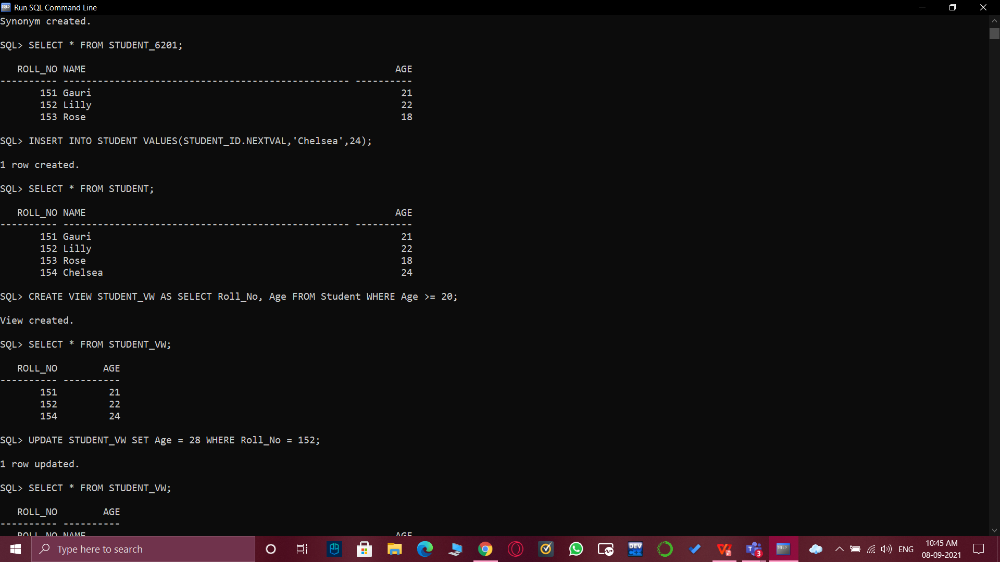 Run SQL Command Line
Synonym created.
SQL> SELECT * FROM STUDENT_6201;
ROLL_NO NAME AGE
---------- -------------------------------------------------- ----------
151 Gauri 21
152 Lilly 22
153 Rose 18
SQL> INSERT INTO STUDENT VALUES(STUDENT_ID.NEXTVAL,'Chelsea',24);
1 row created.
SQL> SELECT * FROM STUDENT;
ROLL_NO NAME AGE
---------- -------------------------------------------------- ----------
151 Gauri 21
152 Lilly 22
153 Rose 18
154 Chelsea 24
SQL> CREATE VIEW STUDENT_VW AS SELECT Roll_No, Age FROM Student WHERE Age >= 20;
View created.
SQL> SELECT * FROM STUDENT_VW;
ROLL_NO AGE
---------- ----------
151 21
152 22
154 24
SQL> UPDATE STUDENT_VW SET Age = 28 WHERE Roll_No = 152;
1 row updated.
SQL> SELECT * FROM STUDENT_VW;
ROLL_NO AGE
---------- ----------
ROLL_NO NAME AGE
Type here to search
DEV C++
3
SQL>
ENG
10:45 AM
08-09-2021